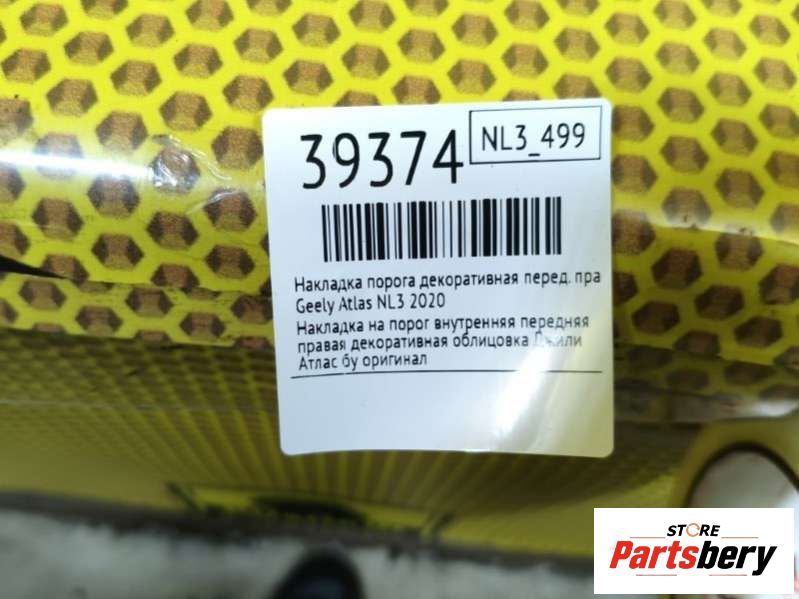 39374
NL3_499
Накладка порога декоративная перед. пра
Geely Atlas NL3 2020
Накладка на порог внутренняя передняя
правая декоративная облицовка Джили
Атлас бу оригинал
STORE
Partsbery